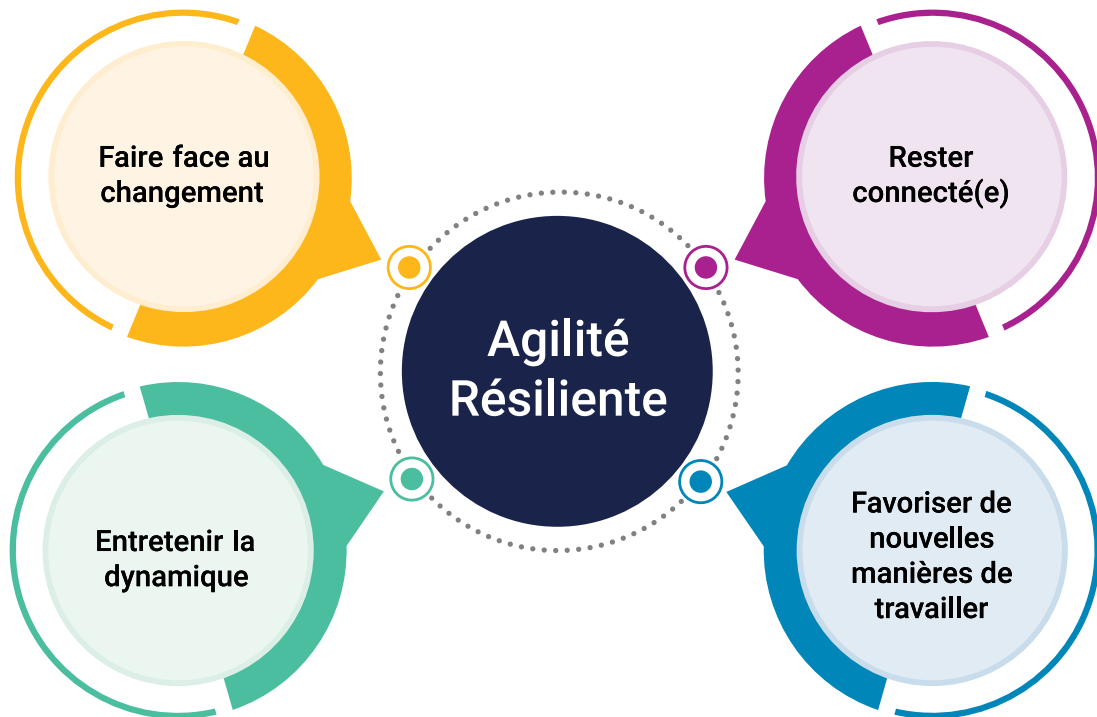 Faire face au
changement
Rester
connecté(e)
Agilité
Résiliente
Entretenir la
dynamique
Favoriser de
nouvelles
manières de
travailler